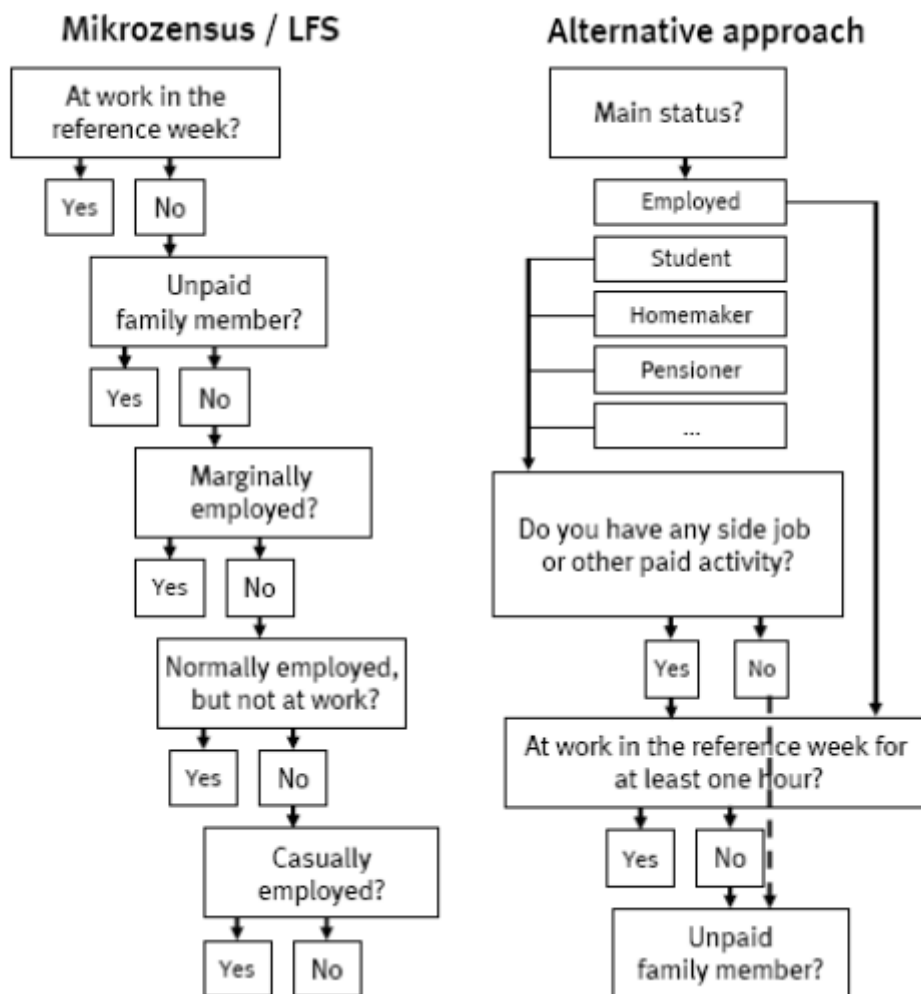 Mikrozensus / LFS
At work in the
reference week?
Yes
No
Unpaid
family member?
Yes
No
Marginally
employed?
Yes
No
Normally employed,
but not at work?
Yes
No
Casually
employed?
Yes
No
Alternative approach
Main status?
Employed
Student
Homemaker
Pensioner
...
Do you have any side job
or other paid activity?
Yes
No
At work in the reference week for
at least one hour?
Yes
No
Unpaid
family member?